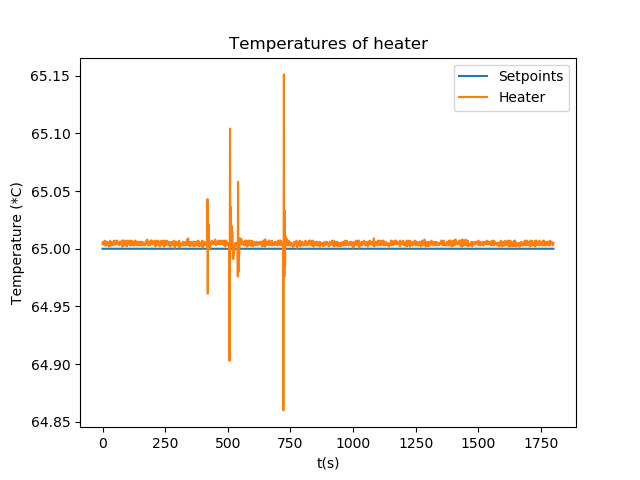 Temperatures of heater
Setpoints
Heater
65.15
65.10
65.05
65.00
64.95
64.90
64.85
Temperature (*C)
0 250 500 750 1000 1250 1500 1750
t(s)